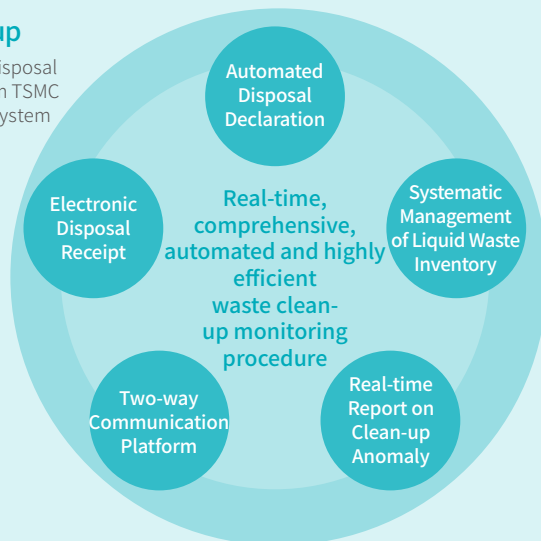 up
isposal
TSMC
ystem
Automated
Disposal
Declaration
Electronic
Disposal
Receipt
Real-time,
comprehensive,
automated and highly
efficient
waste clean-
up monitoring
procedure
Systematic
Management
of Liquid Waste
Inventory
Two-way
Communication
Platform
Real-time
Report on
Clean-up
Anomaly